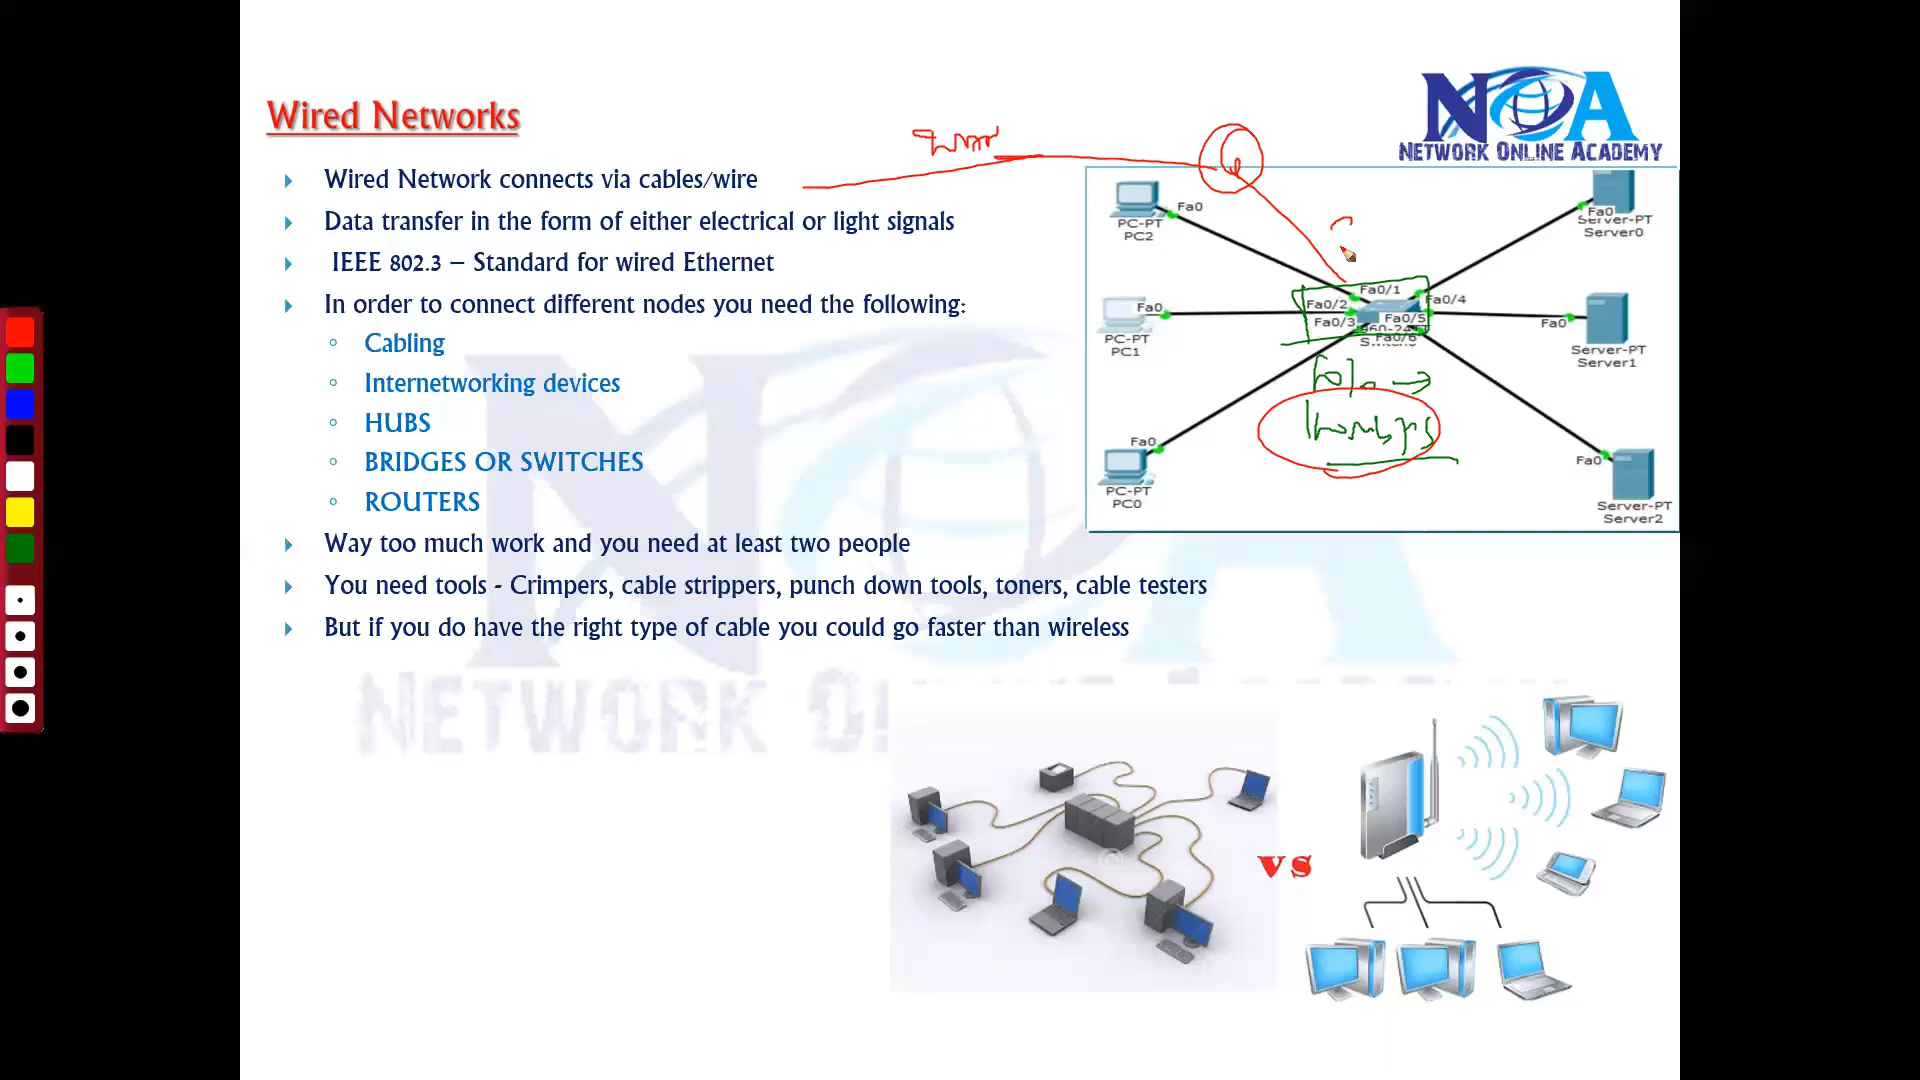 Wired Networks
NOA
NETWORK ONLINE ACADEMY
Wired Network connects via cables/wire
Data transfer in the form of either electrical or light signals
IEEE 802.3 – Standard for wired Ethernet
In order to connect different nodes you need the following:
Cabling
Internetworking devices
HUBS
BRIDGES OR SWITCHES
ROUTERS
Way too much work and you need at least two people
You need tools - Crimpers, cable strippers, punch down tools, toners, cable testers
But if you do have the right type of cable you could go faster than wireless
Fa0
PC-PT
PC2
Fa0
Server-PT
Server0
Fa0/1
Fa0/2
Fa0/4
Fa0/3
Fa0/5
Fa0/6
Fa0
PC-PT
PC1
Fa0
Server-PT
Server1
Fa0
PC-PT
PC0
Fa0
Server-PT
Server2
VS
NOA
NETWORK